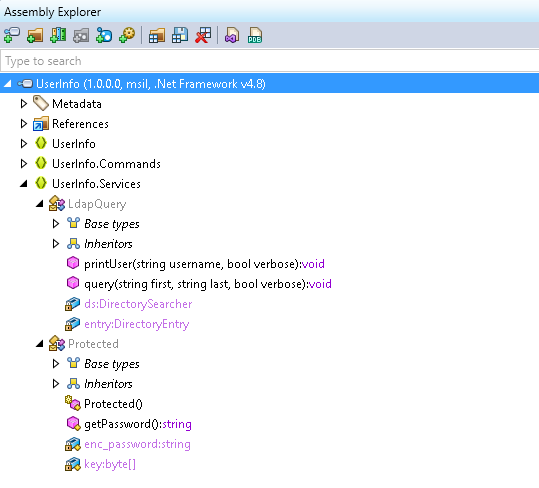 Assembly Explorer
Type to search
UserInfo (1.0.0.0, msil, .Net Framework v4.8)
Metadata
References
UserInfo
UserInfo.Commands
UserInfo.Services
LdapQuery
Base types
Inheritors
printUser(string username, bool verbose):void
query(string first, string last, bool verbose):void
ds:DirectorySearcher
entry:DirectoryEntry
Protected
Base types
Inheritors
Protected()
getPassword():string
enc_password:string
key:byte[]